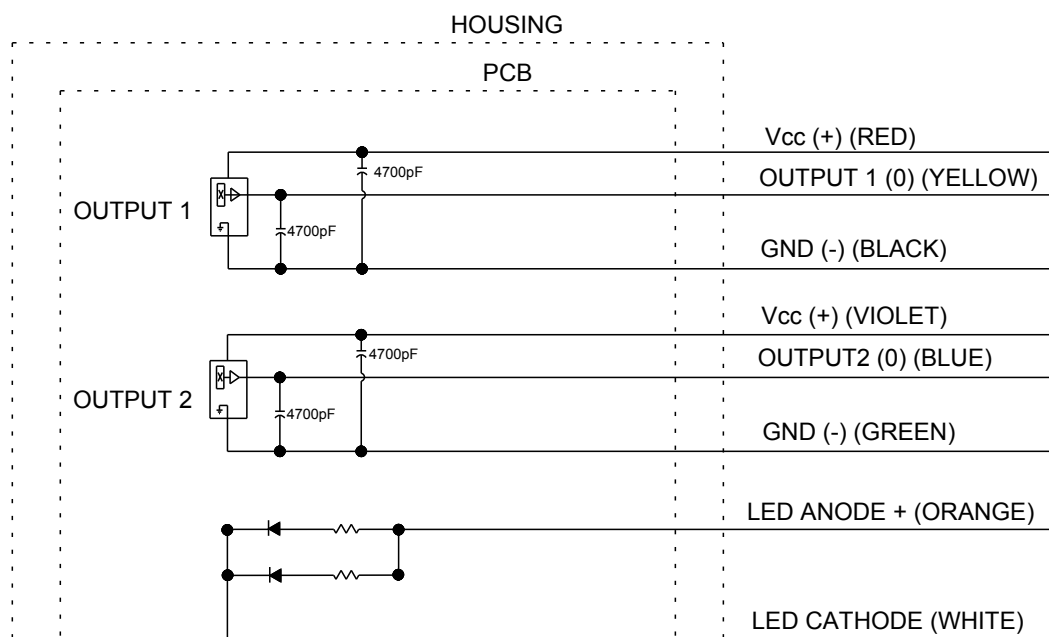 HOUSING
PCB
Vcc (+) (RED)
4700pF
OUTPUT 1 (0) (YELLOW)
OUTPUT 1
4700pF
GND (-) (BLACK)
Vcc (+) (VIOLET)
4700pF
OUTPUT2 (0) (BLUE)
OUTPUT 2
4700pF
GND (-) (GREEN)
LED ANODE + (ORANGE)
LED CATHODE (WHITE)